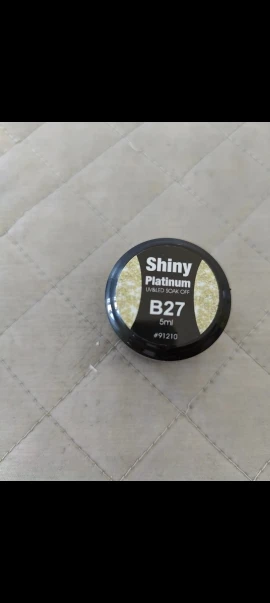 Shiny
Platinum
UV&LED SOAK OFF
B27
5ml
#91210